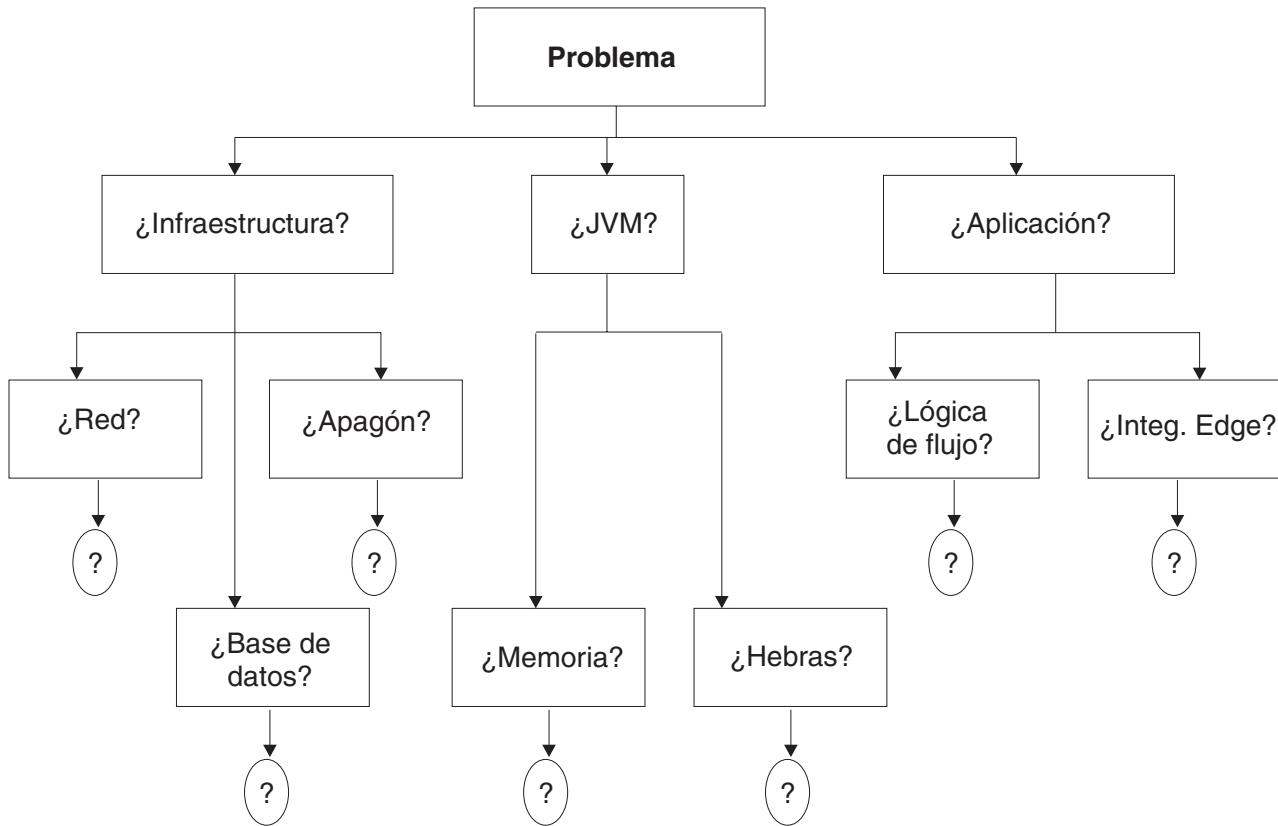 Problema
¿Infraestructura?
¿JVM?
¿Aplicación?
¿Red?
¿Apagón?
¿Lógica
de flujo?
¿Integ. Edge?
?
?
?
?
¿Base de
datos?
¿Memoria?
¿Hebras?
?
?
?